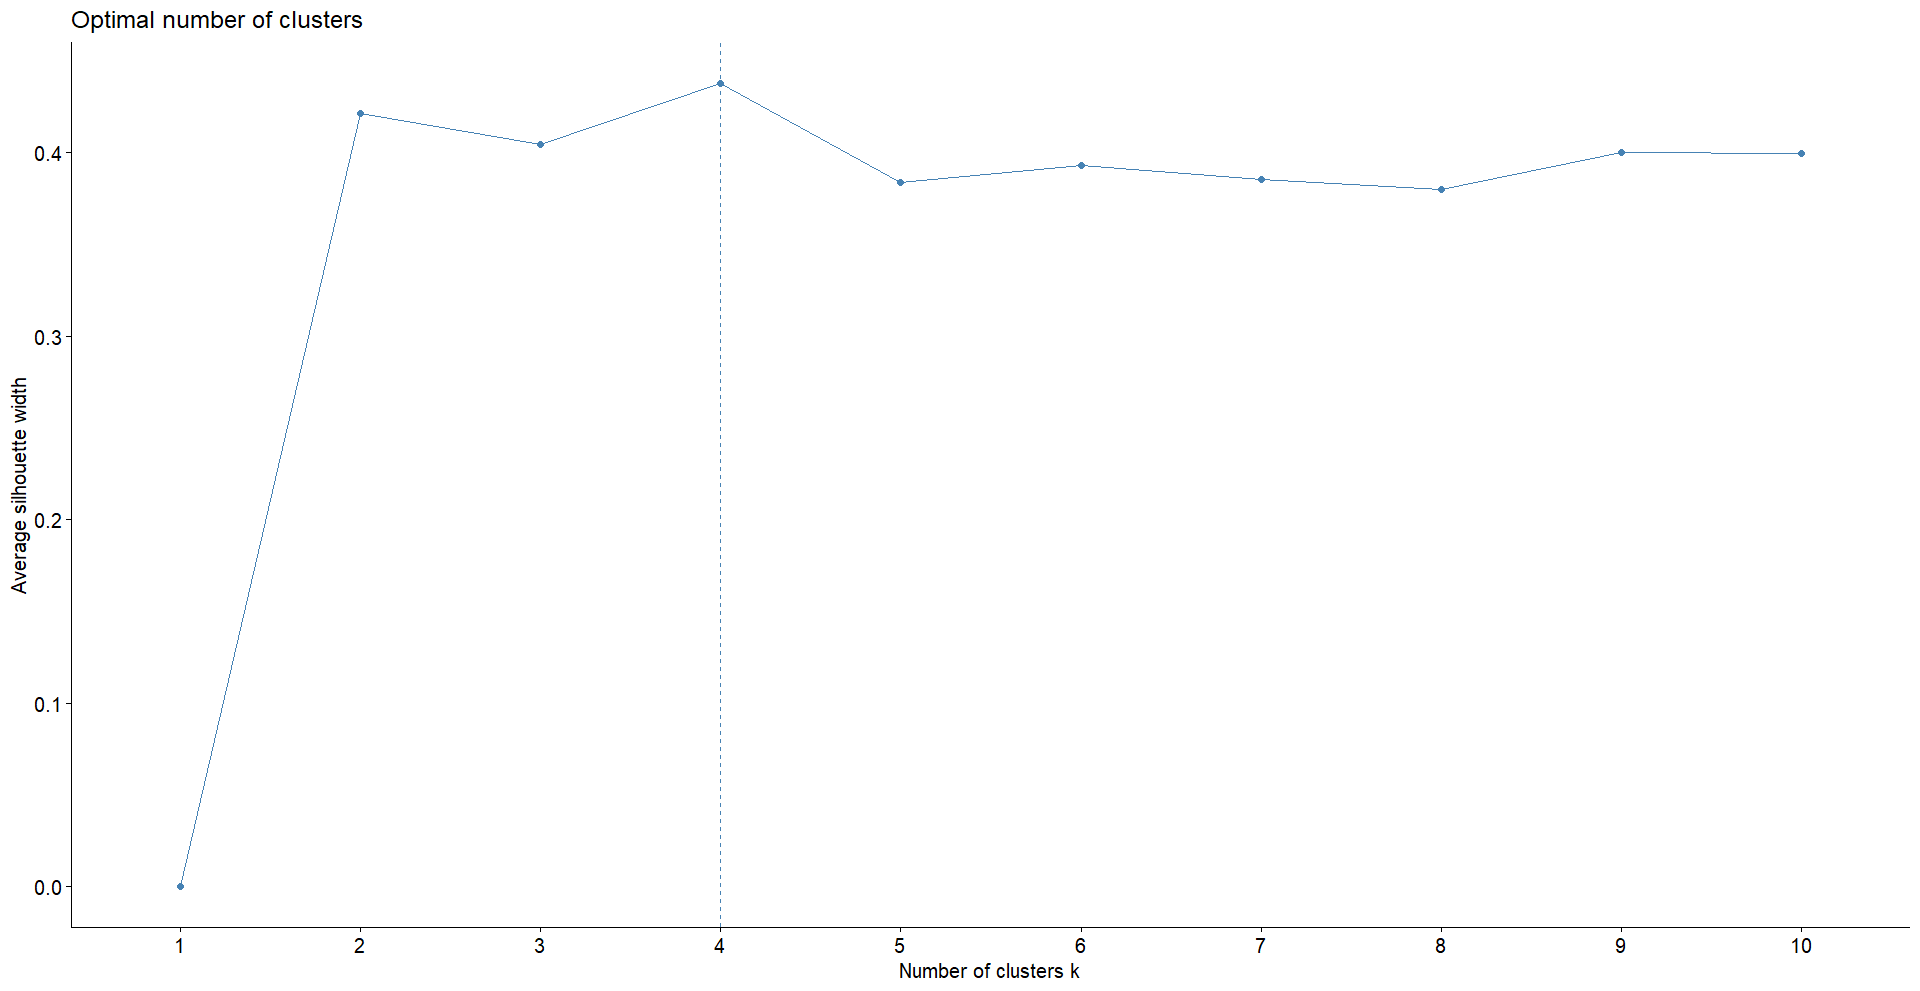 Optimal number of clusters
Average silhouette width
0.4
0.3
0.2
0.1
0.0
1 2 3 4 5 6 7 8 9 10
Number of clusters k